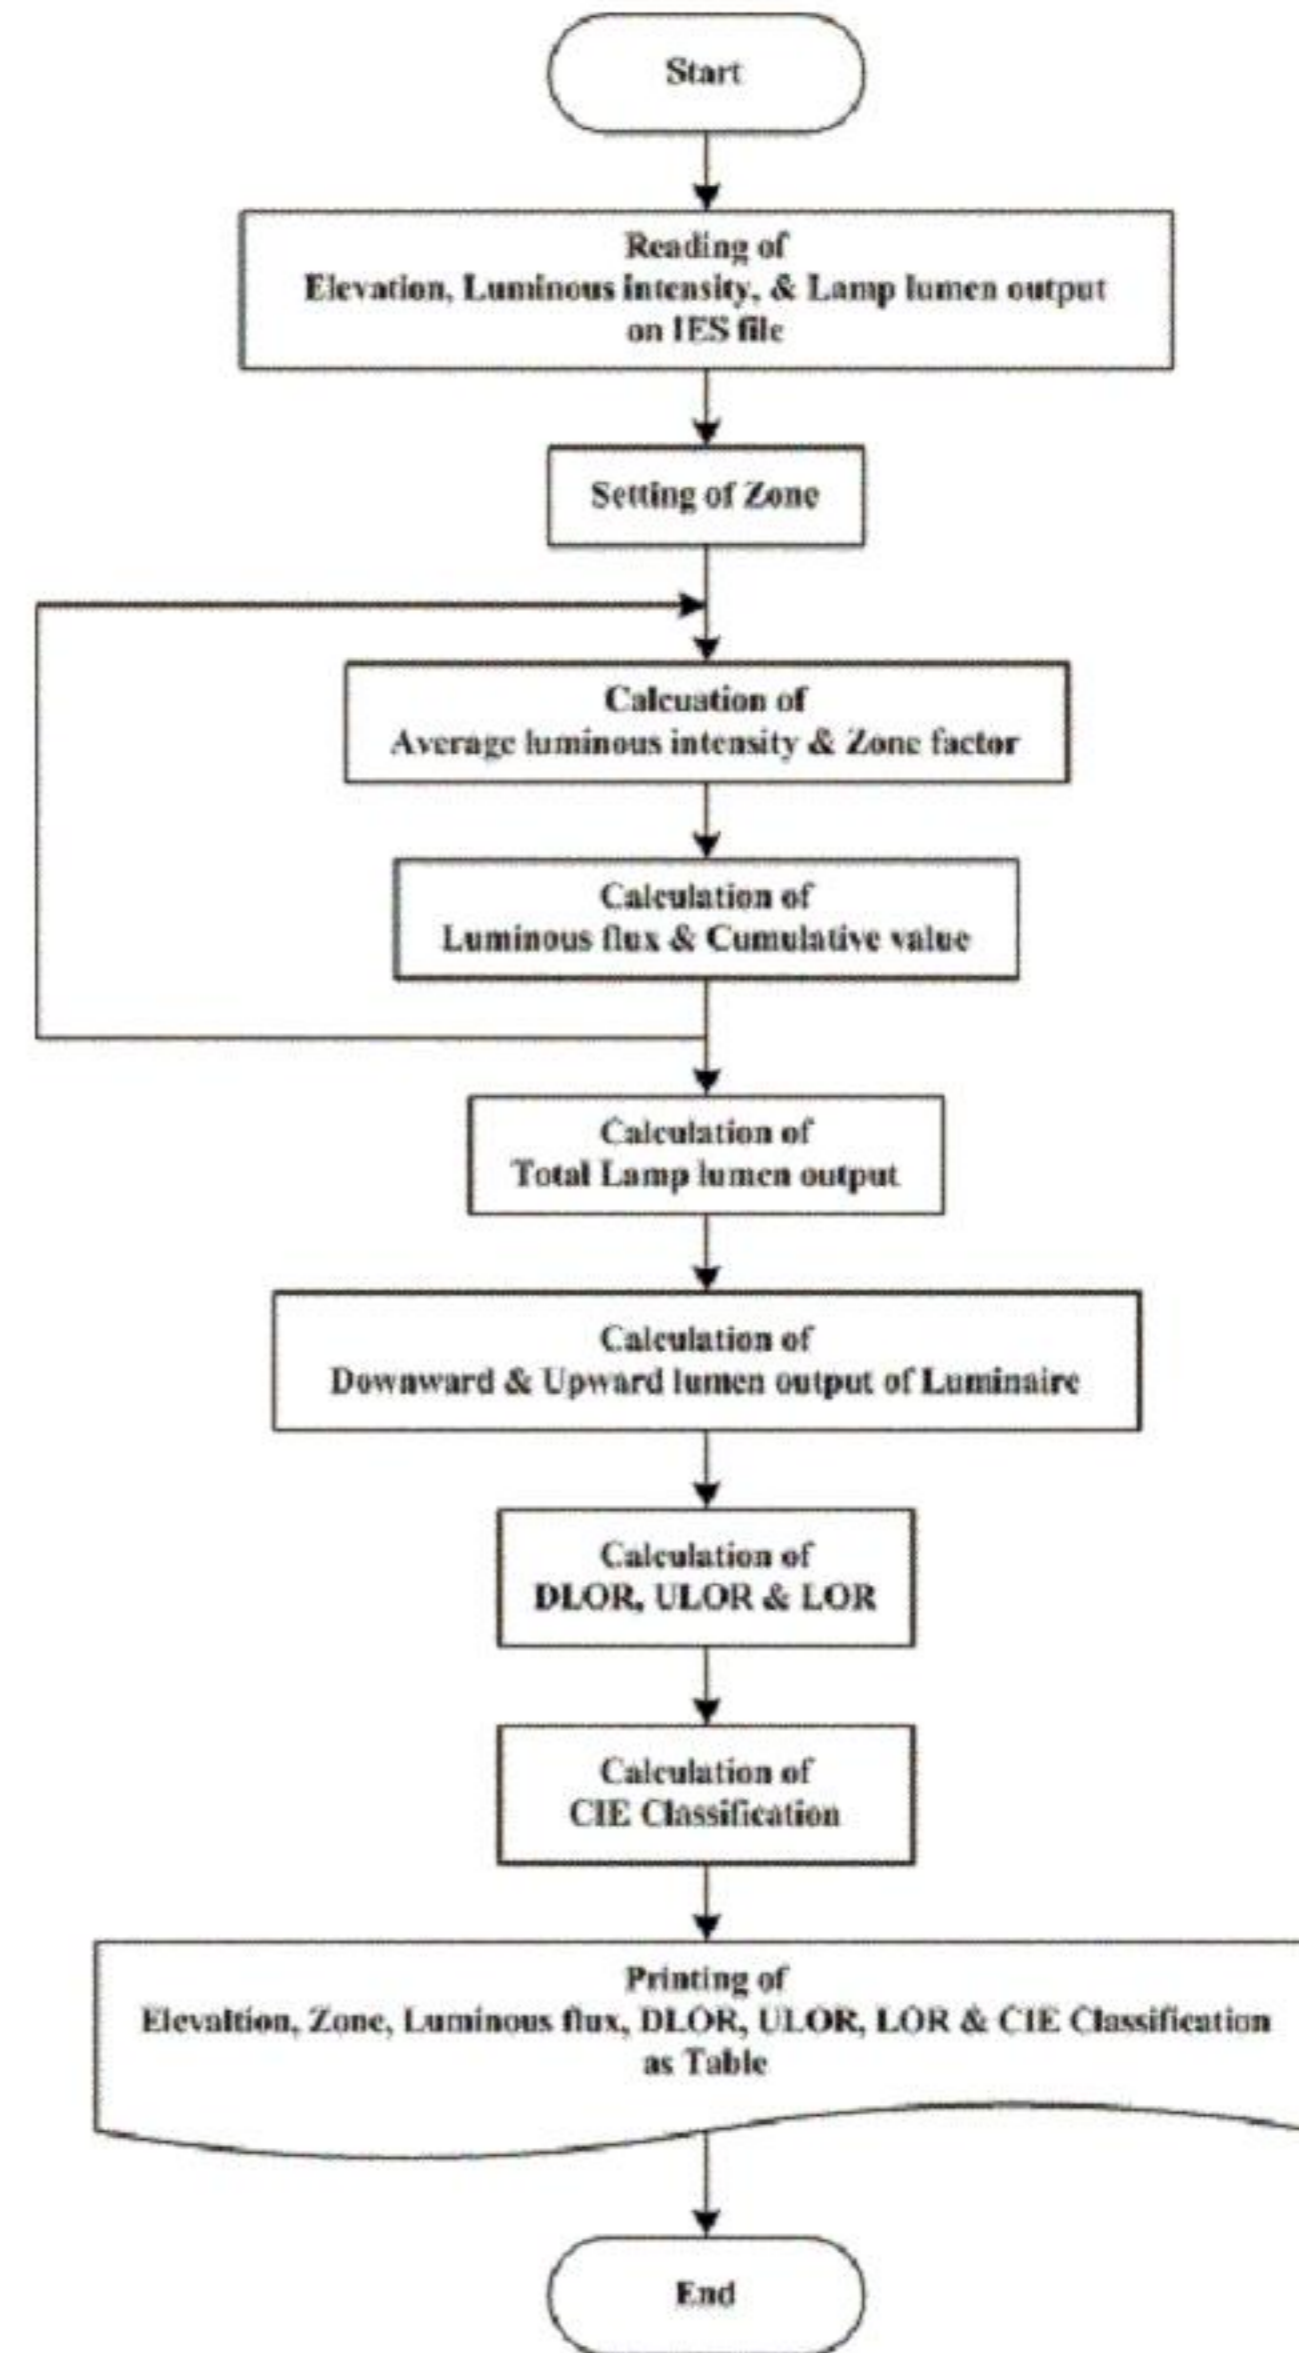 Start
Reading of
Elevation, Luminous intensity, & Lamp lumen output
on IES file
Setting of Zone
Calcuation of
Average luminous intensity & Zone factor
Calculation of
Luminous flux & Cumulative value
Calculation of
Total Lamp lumen output
Calculation of
Downward & Upward lumen output of Luminaire
Calculation of
DLOR, ULOR & LOR
Calculation of
CIE Classification
Printing of
Elevaltion, Zone, Luminous flux, DLOR, ULOR, LOR & CIE Classification
as Table
End